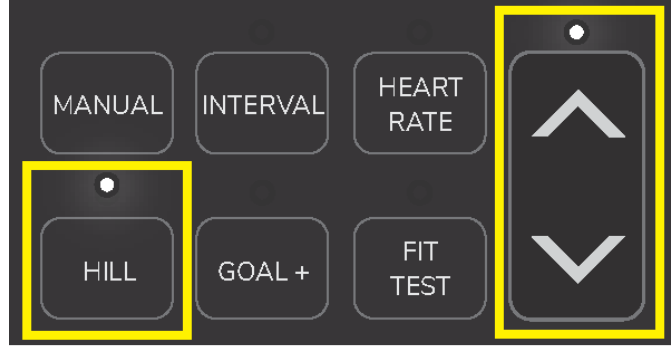 MANUAL
INTERVAL
HEART
RATE
HILL
GOAL +
FIT
TEST